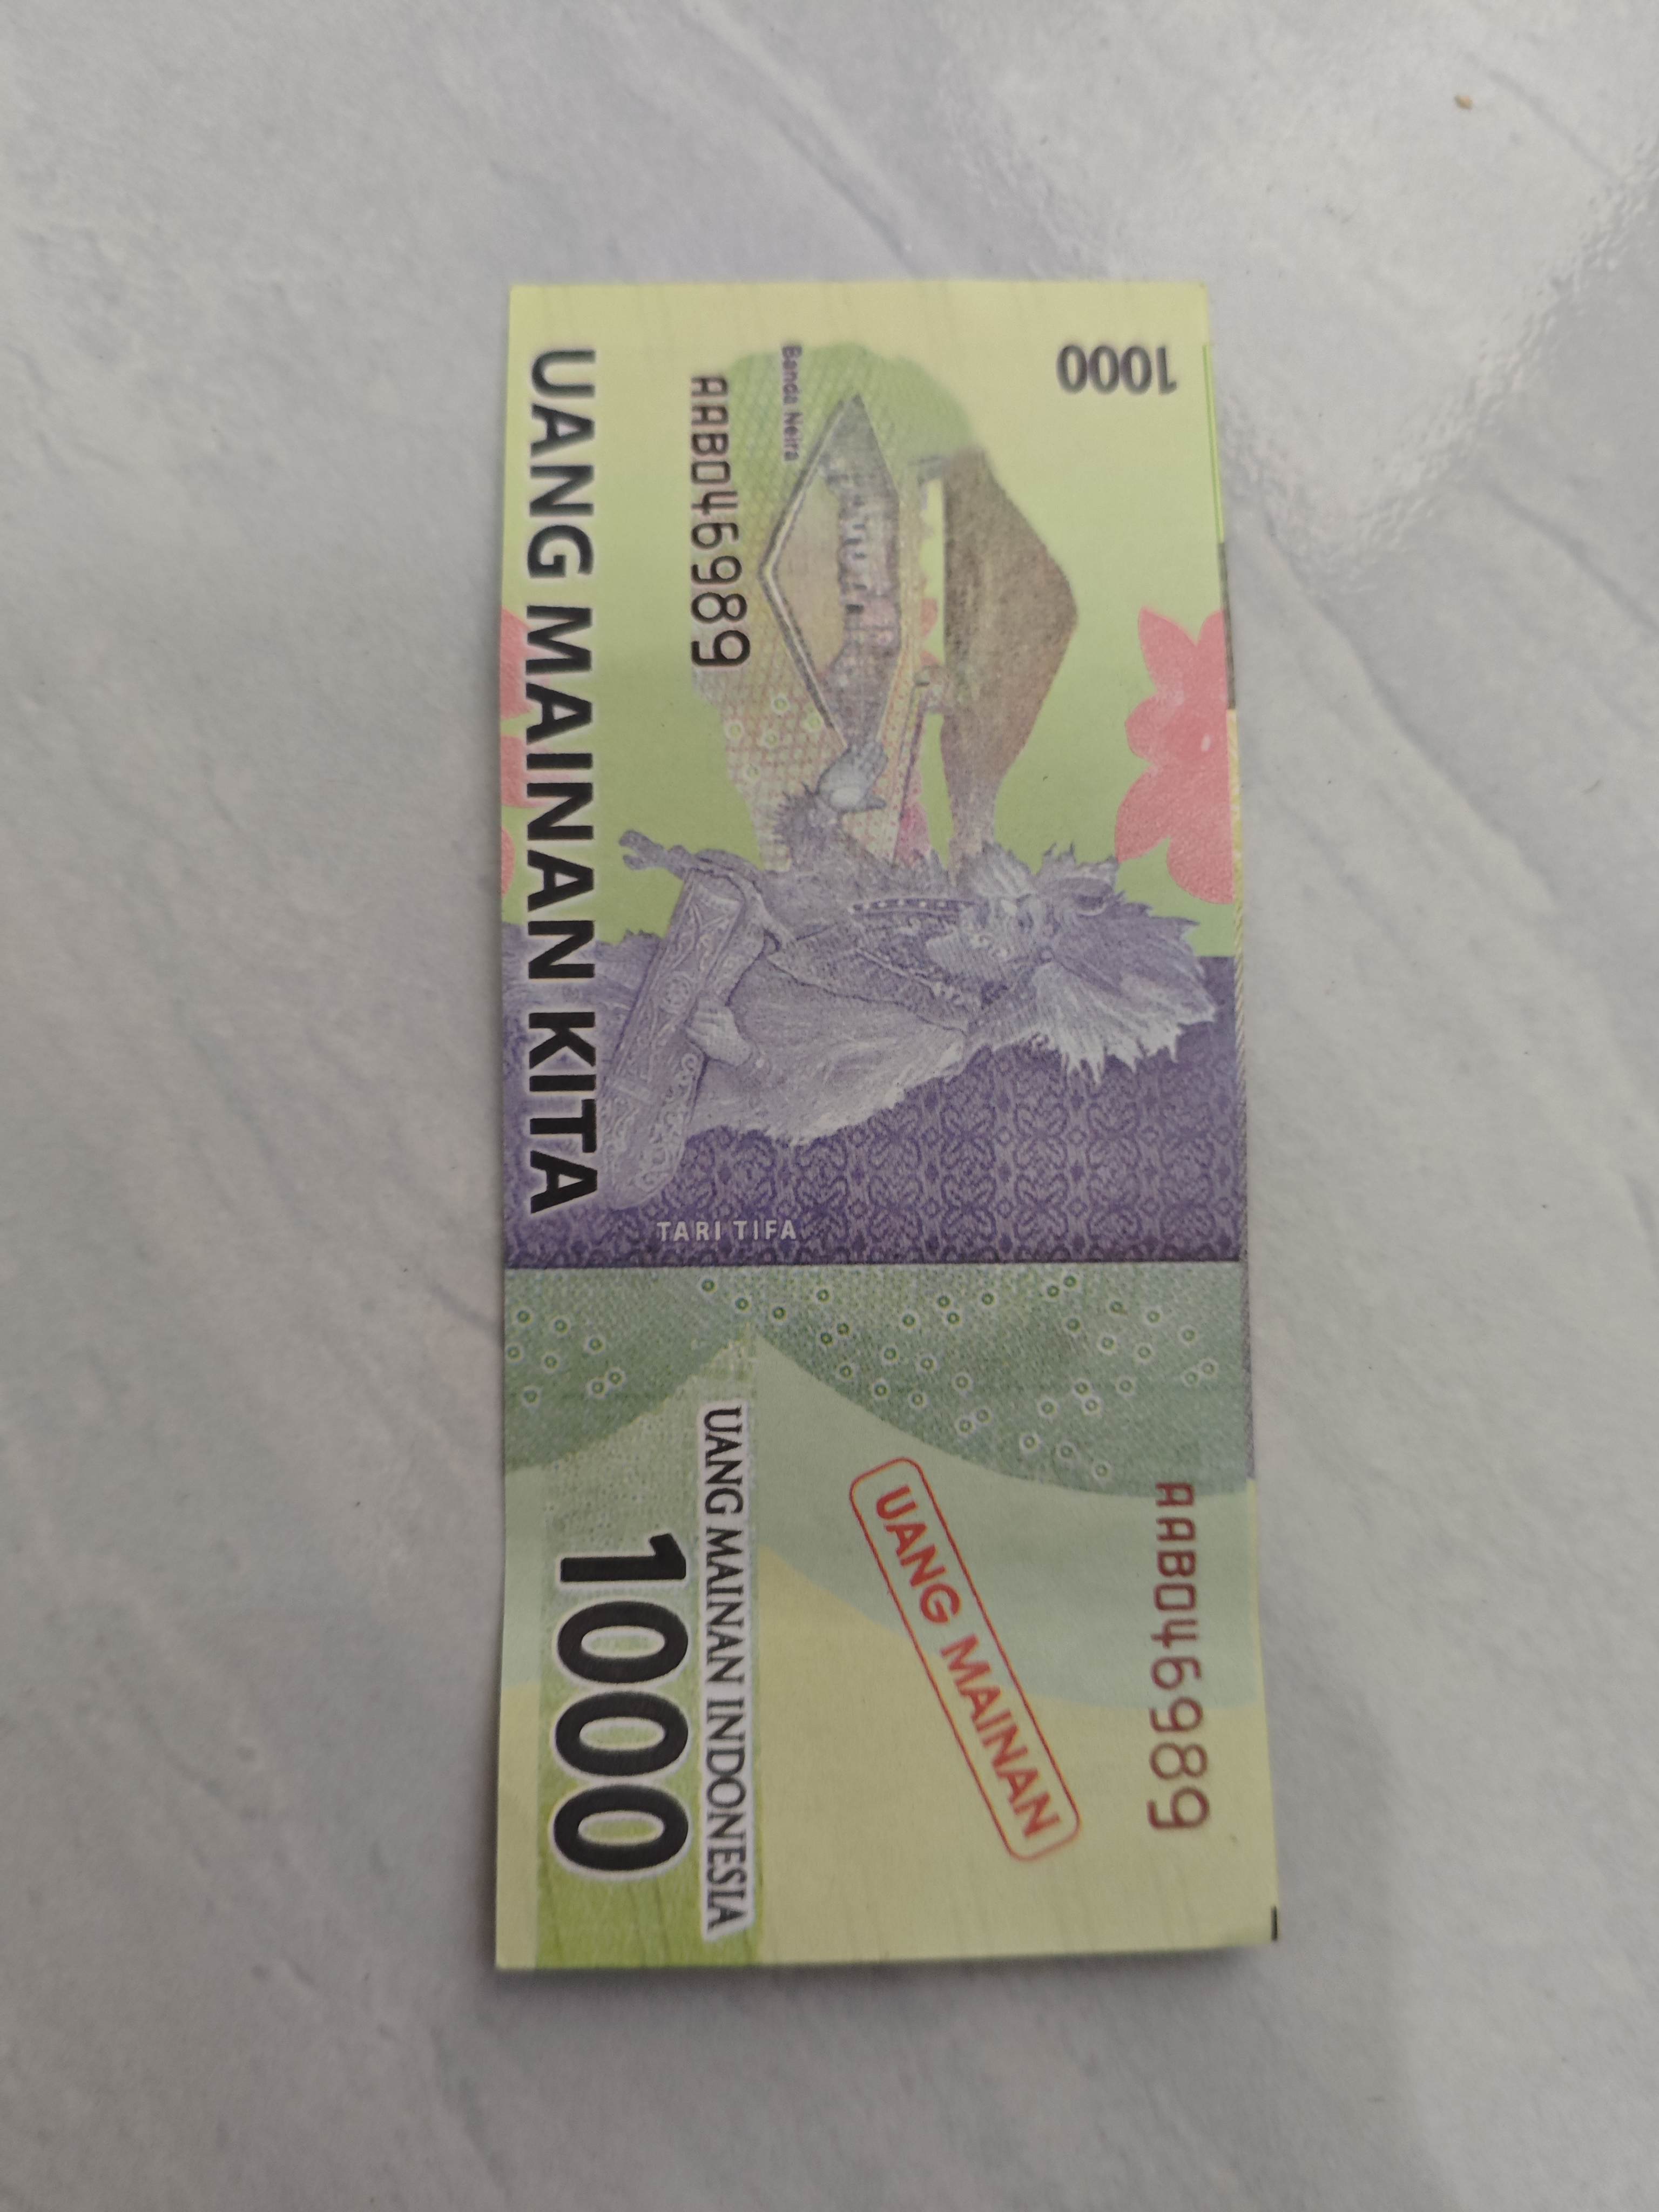 1000
Banda Neira
AAB046989
UANG MAINAN KITA
TARI TIFA
AAB046989
UANG MAINAN
UANG MAINAN INDONESIA
1000